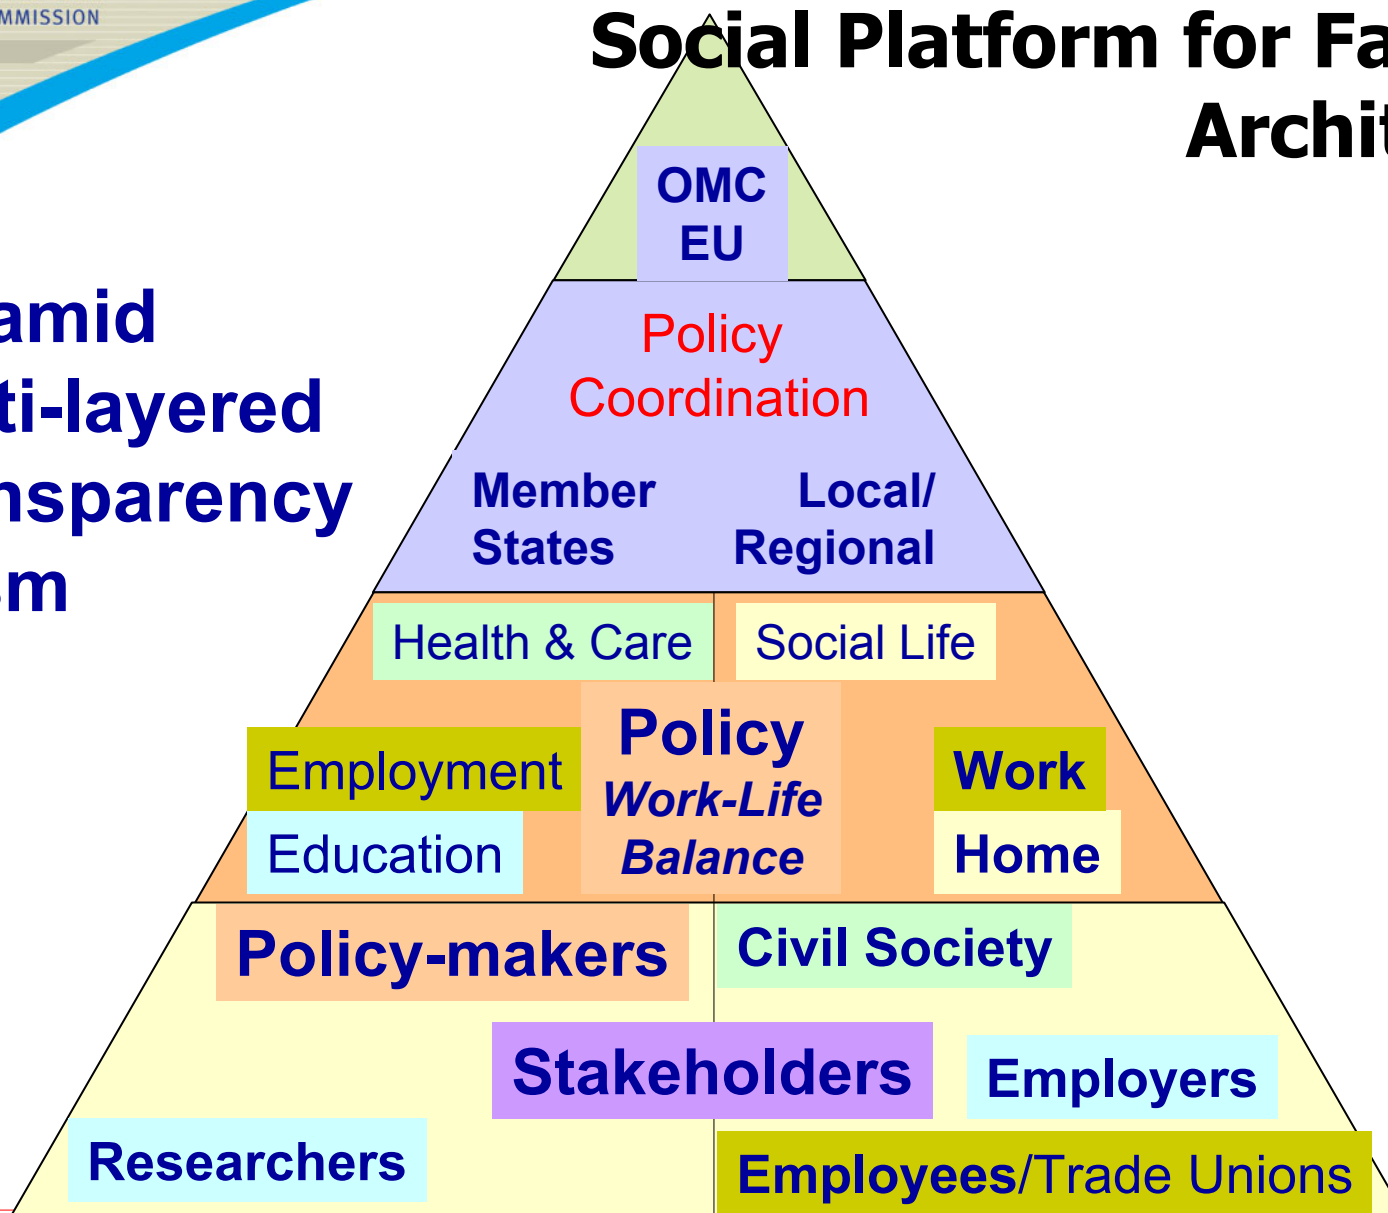 MMISSION
Social Platform for Fa
Archit
OMC
EU
amid
ti-layered
nsparency
sm
Policy
Coordination
Member
States
Local/
Regional
Health & Care
Social Life
Policy
Work-Life
Balance
Employment
Education
Work
Home
Policy-makers
Civil Society
Stakeholders
Employers
Researchers
Employees/Trade Unions